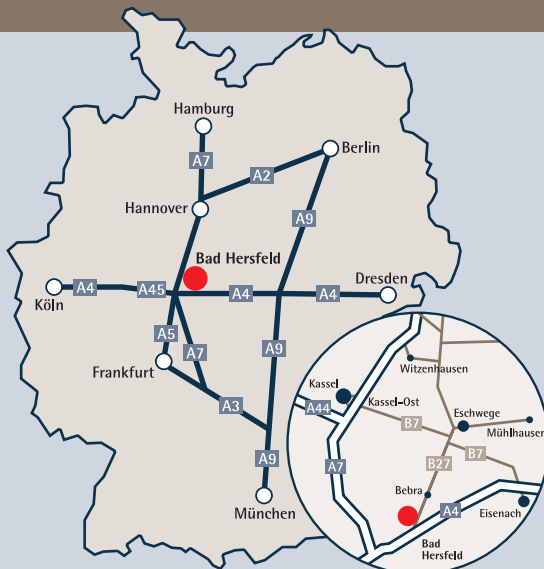 Hamburg
A7
Berlin
A2
Hannover
A9
Bad Hersfeld
Dresden
A4
A45
A4
A4
Köln
A5
A7
A9
Frankfurt
A3
A9
München
Witzenhausen
Kassel
Kassel-Ost
A44
Eschwege
B7
Mühlhausen
A7
B27
B7
Bebra
A4
Eisenach
Bad
Hersfeld